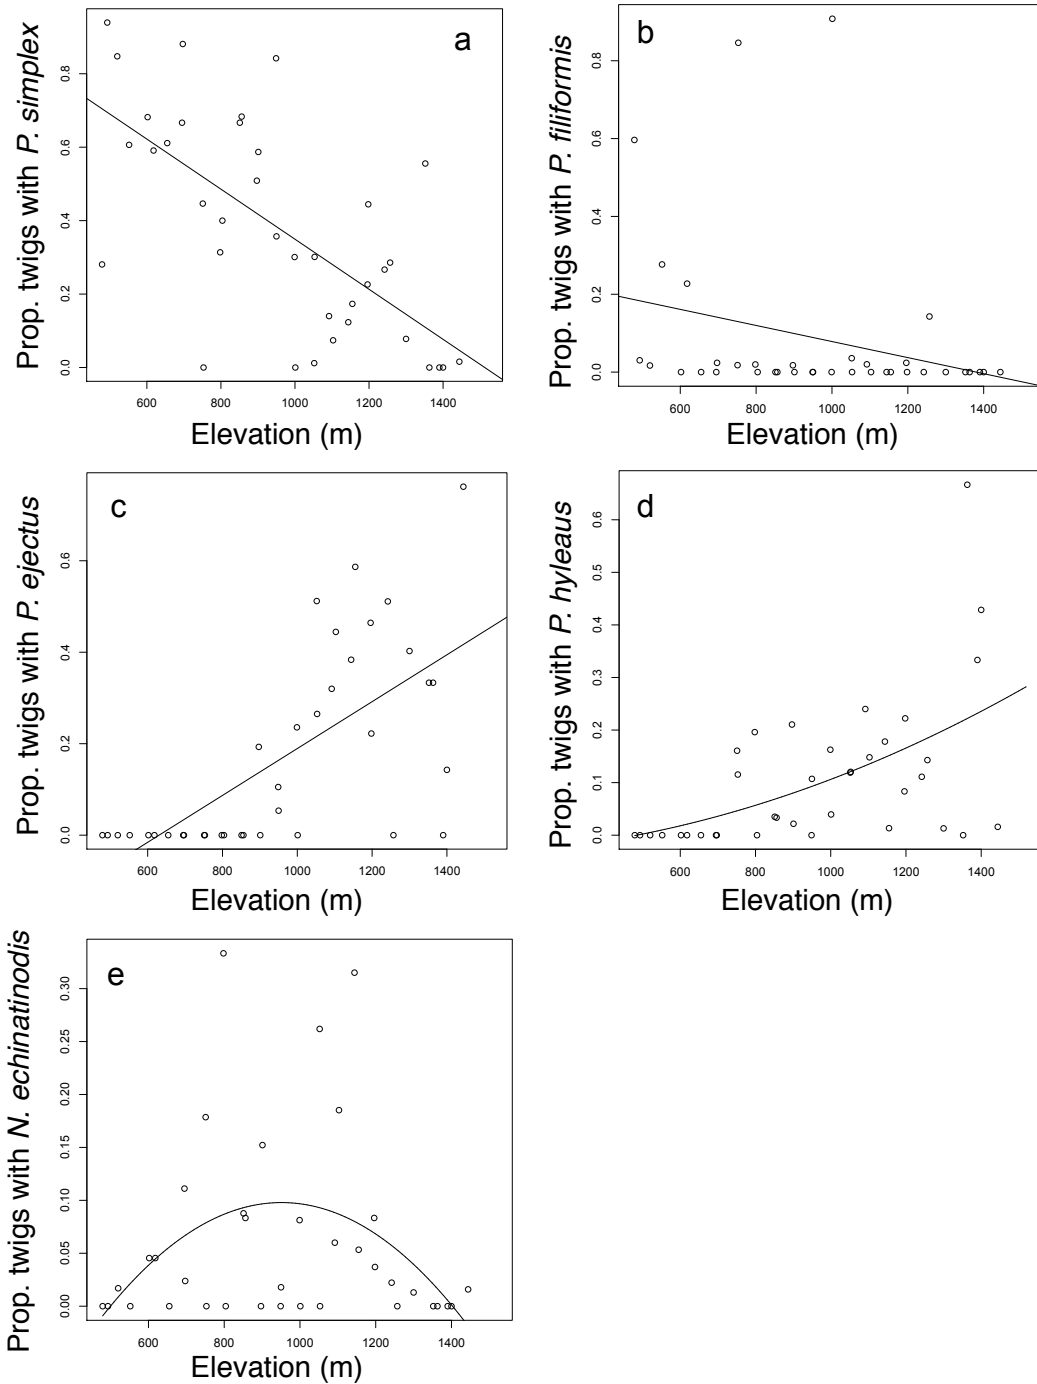 a
Prop. twigs with P. simplex
0.0 0.2 0.4 0.6 0.8
600 800 1000 1200 1400
Elevation (m)
b
Prop. twigs with P. filiformis
0.0 0.2 0.4 0.6 0.8
600 800 1000 1200 1400
Elevation (m)
c
Prop. twigs with P. ejectus
0.0 0.2 0.4 0.6
600 800 1000 1200 1400
Elevation (m)
d
Prop. twigs with P. hyleaus
0.0 0.1 0.2 0.3 0.4 0.5 0.6
600 800 1000 1200 1400
Elevation (m)
e
Prop. twigs with N. echinatinodis
0.00 0.05 0.10 0.15 0.20 0.25 0.30
600 800 1000 1200 1400
Elevation (m)